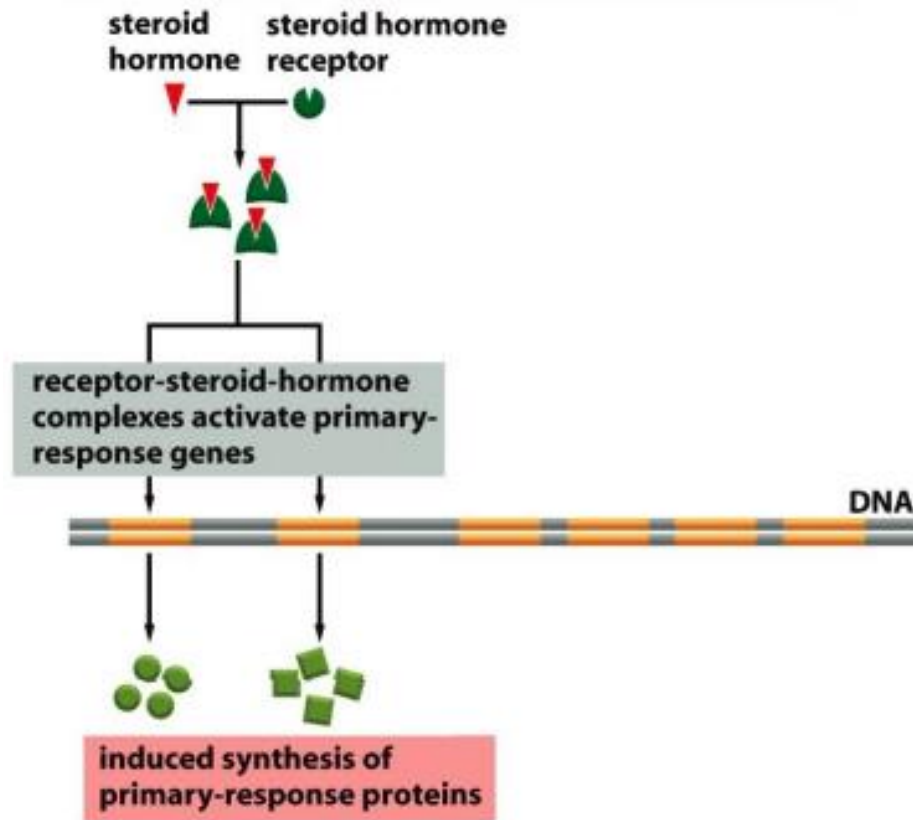 steroid
hormone
steroid hormone
receptor
receptor-steroid-hormone
complexes activate primary-
response genes
DNA
induced synthesis of
primary-response proteins